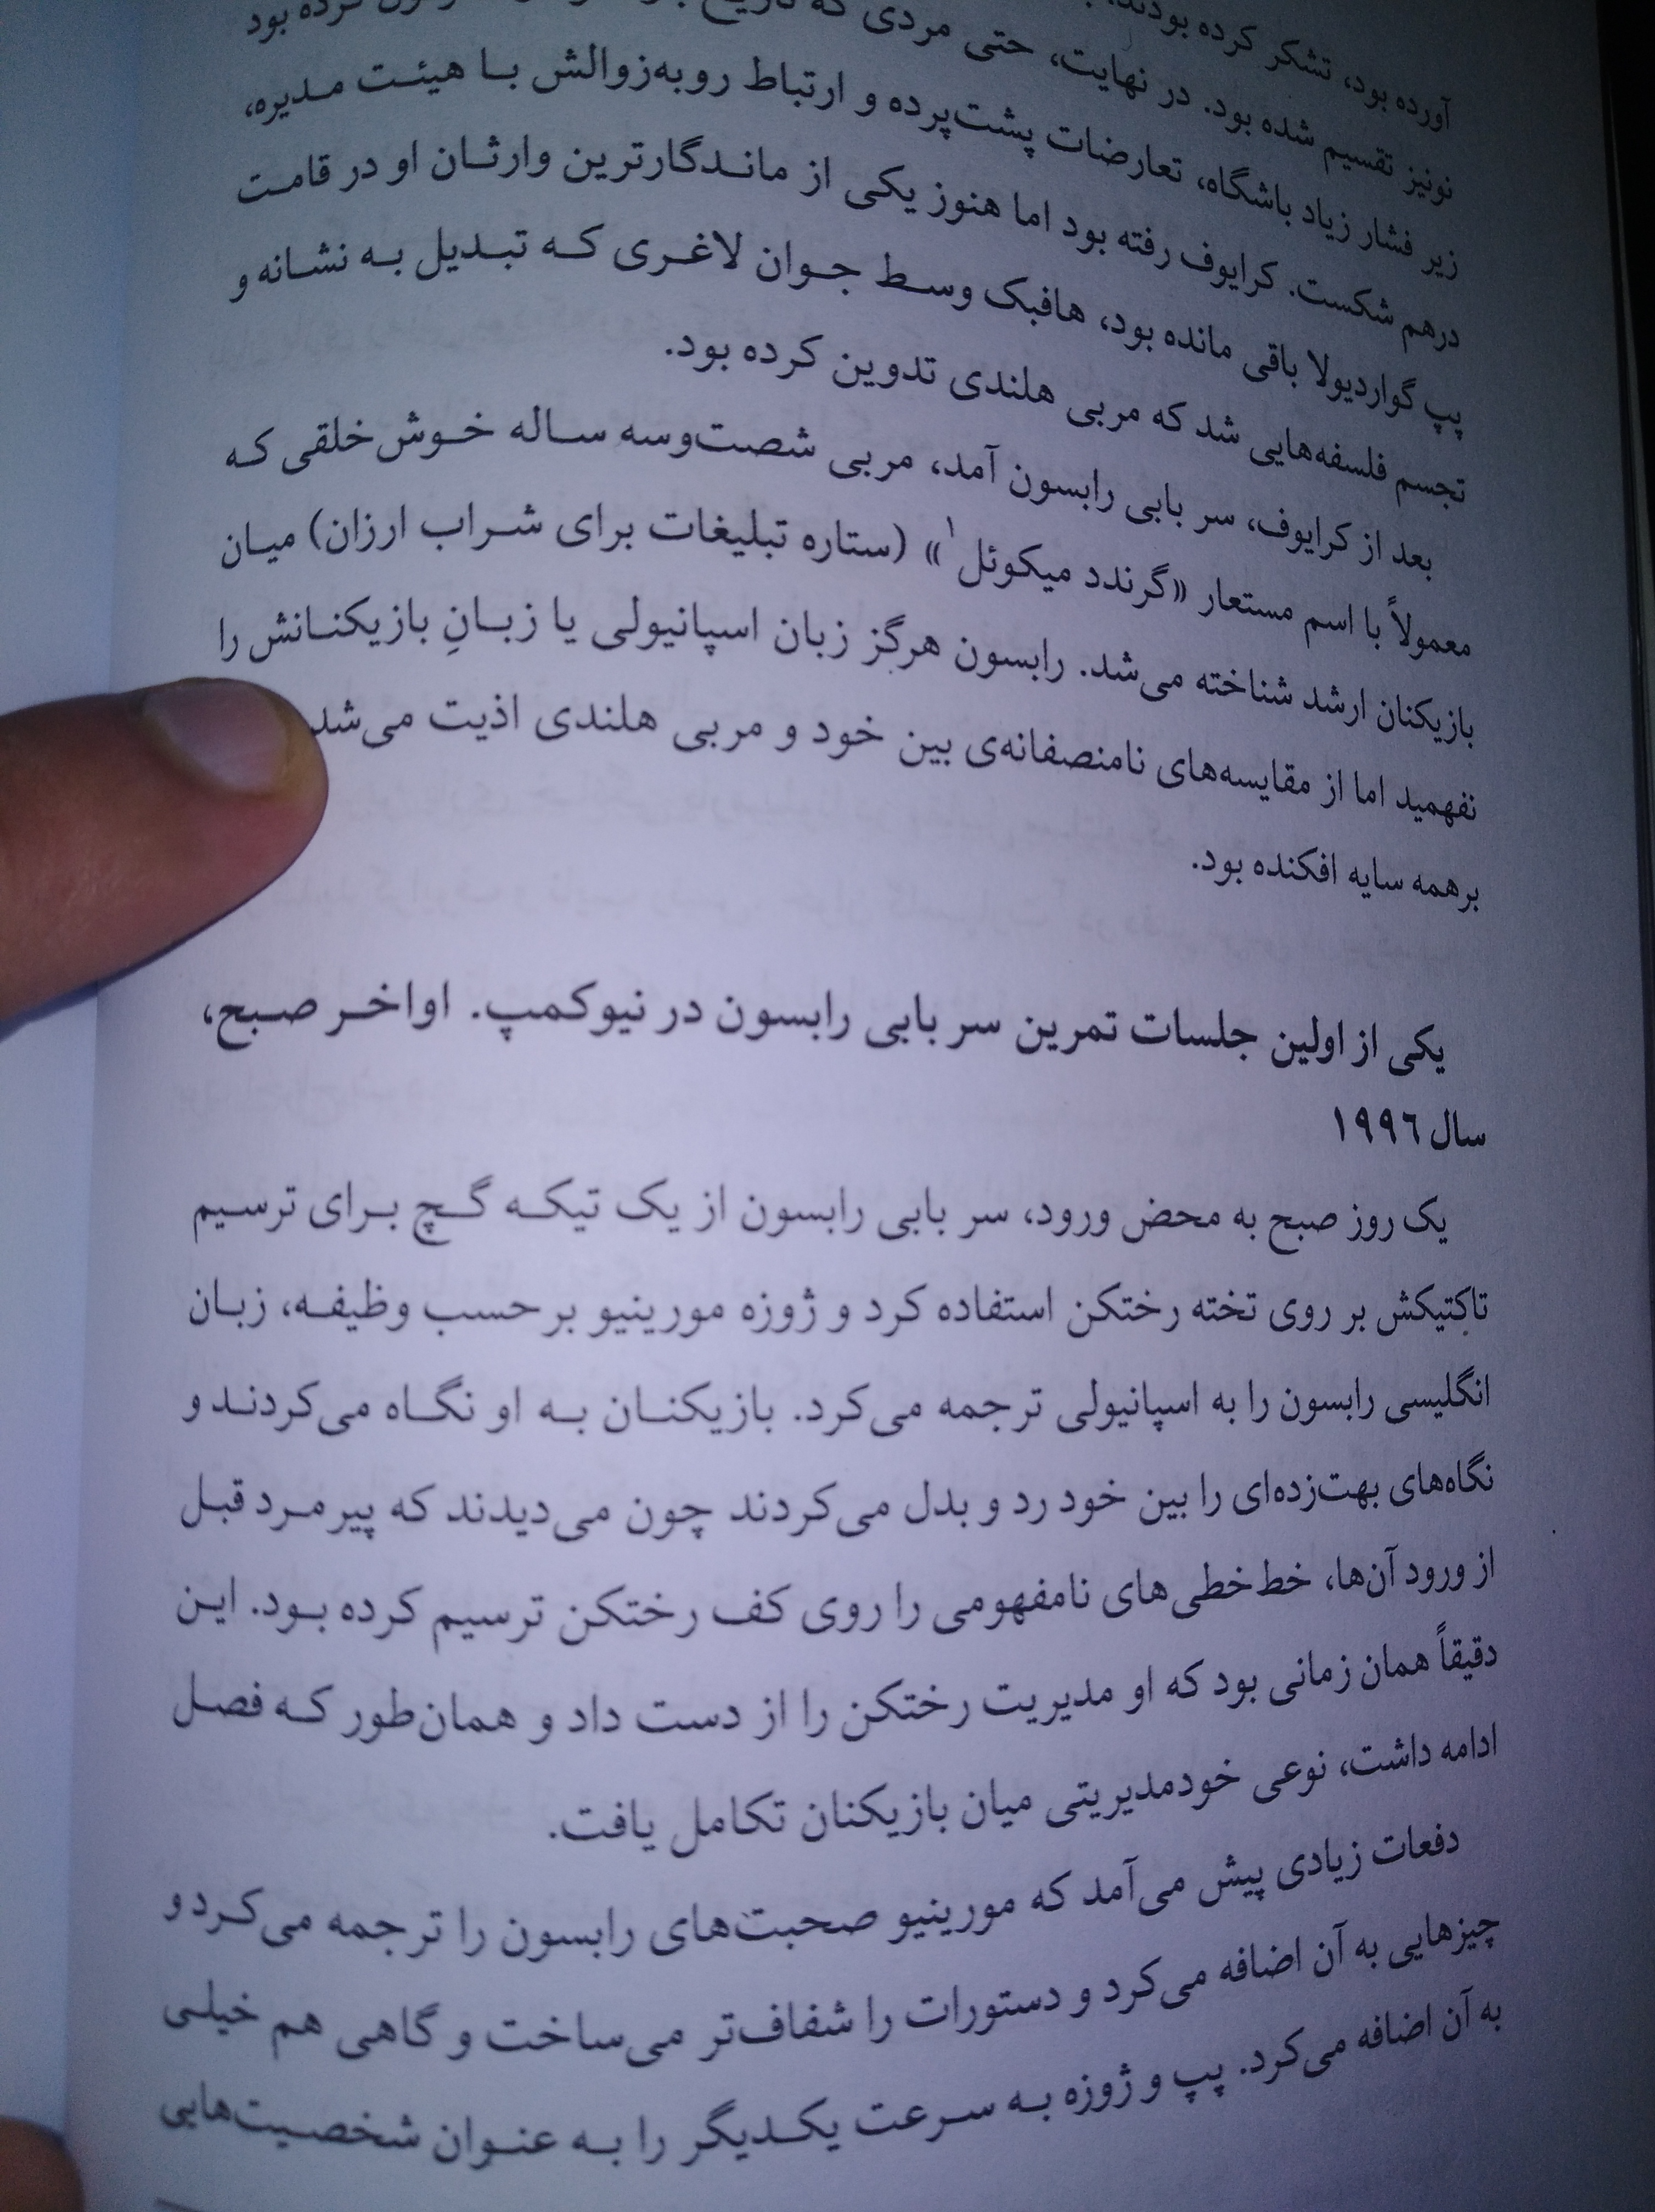 آورده بود، تشکر کرده بودند،
نونیز تقسیم شده بود. در نهایت، حتی مردی که تاریخ کرده بود
زیر فشار زیاد باشگاه، تعارضات پشت‌پرده و ارتباط روبه‌زوالش با هیئت مدیره،
درهم شکست. کرایوف رفته بود اما هنوز یکی از ماندگارترین وارثان او در قامت
پپ گواردیولا باقی مانده بود، هافبک وسط جوان لاغری که تبدیل به نشانه و
تجسم فلسفه‌هایی شد که مربی هلندی تدوین کرده بود.
بعد از کرایوف، سر بابی رابسون آمد، مربی شصت‌وسه ساله خوش‌خلقی که
معمولاً با اسم مستعار «گرندد میکوئل۱» (ستاره تبلیغات برای شراب ارزان) میان
بازیکنان ارشد شناخته می‌شد. رابسون هرگز زبان اسپانیولی یا زبانِ بازیکنانش را
نفهمید اما از مقایسه‌های نامنصفانه‌ی بین خود و مربی هلندی اذیت می‌شد
برهمه سایه افکنده بود.
یکی از اولین جلسات تمرین سر بابی رابسون در نیوکمپ. اواخر صبح،
سال ۱۹۹۶
یک روز صبح به محض ورود، سر بابی رابسون از یک تیکه گچ برای ترسیم
تاکتیکش بر روی تخته رختکن استفاده کرد و ژوزه مورینیو بر حسب وظیفه، زبان
انگلیسی رابسون را به اسپانیولی ترجمه می‌کرد. بازیکنان به او نگاه می‌کردند و
نگاه‌های بهت‌زده‌ای را بین خود رد و بدل می‌کردند چون می‌دیدند که پیرمرد قبل
از ورود آن‌ها، خط‌خطی‌های نامفهومی را روی کف رختکن ترسیم کرده بود. این
دقیقاً همان زمانی بود که او مدیریت رختکن را از دست داد و همان‌طور که فصل
ادامه داشت، نوعی خودمدیریتی میان بازیکنان تکامل یافت.
دفعات زیادی پیش می‌آمد که مورینیو صحبت‌های رابسون را ترجمه می‌کرد و
چیزهایی به آن اضافه می‌کرد و دستورات را شفاف‌تر می‌ساخت و گاهی هم خیلی
به آن اضافه می‌کرد. پپ و ژوزه به سرعت یکدیگر را به عنوان شخصیت‌هایی